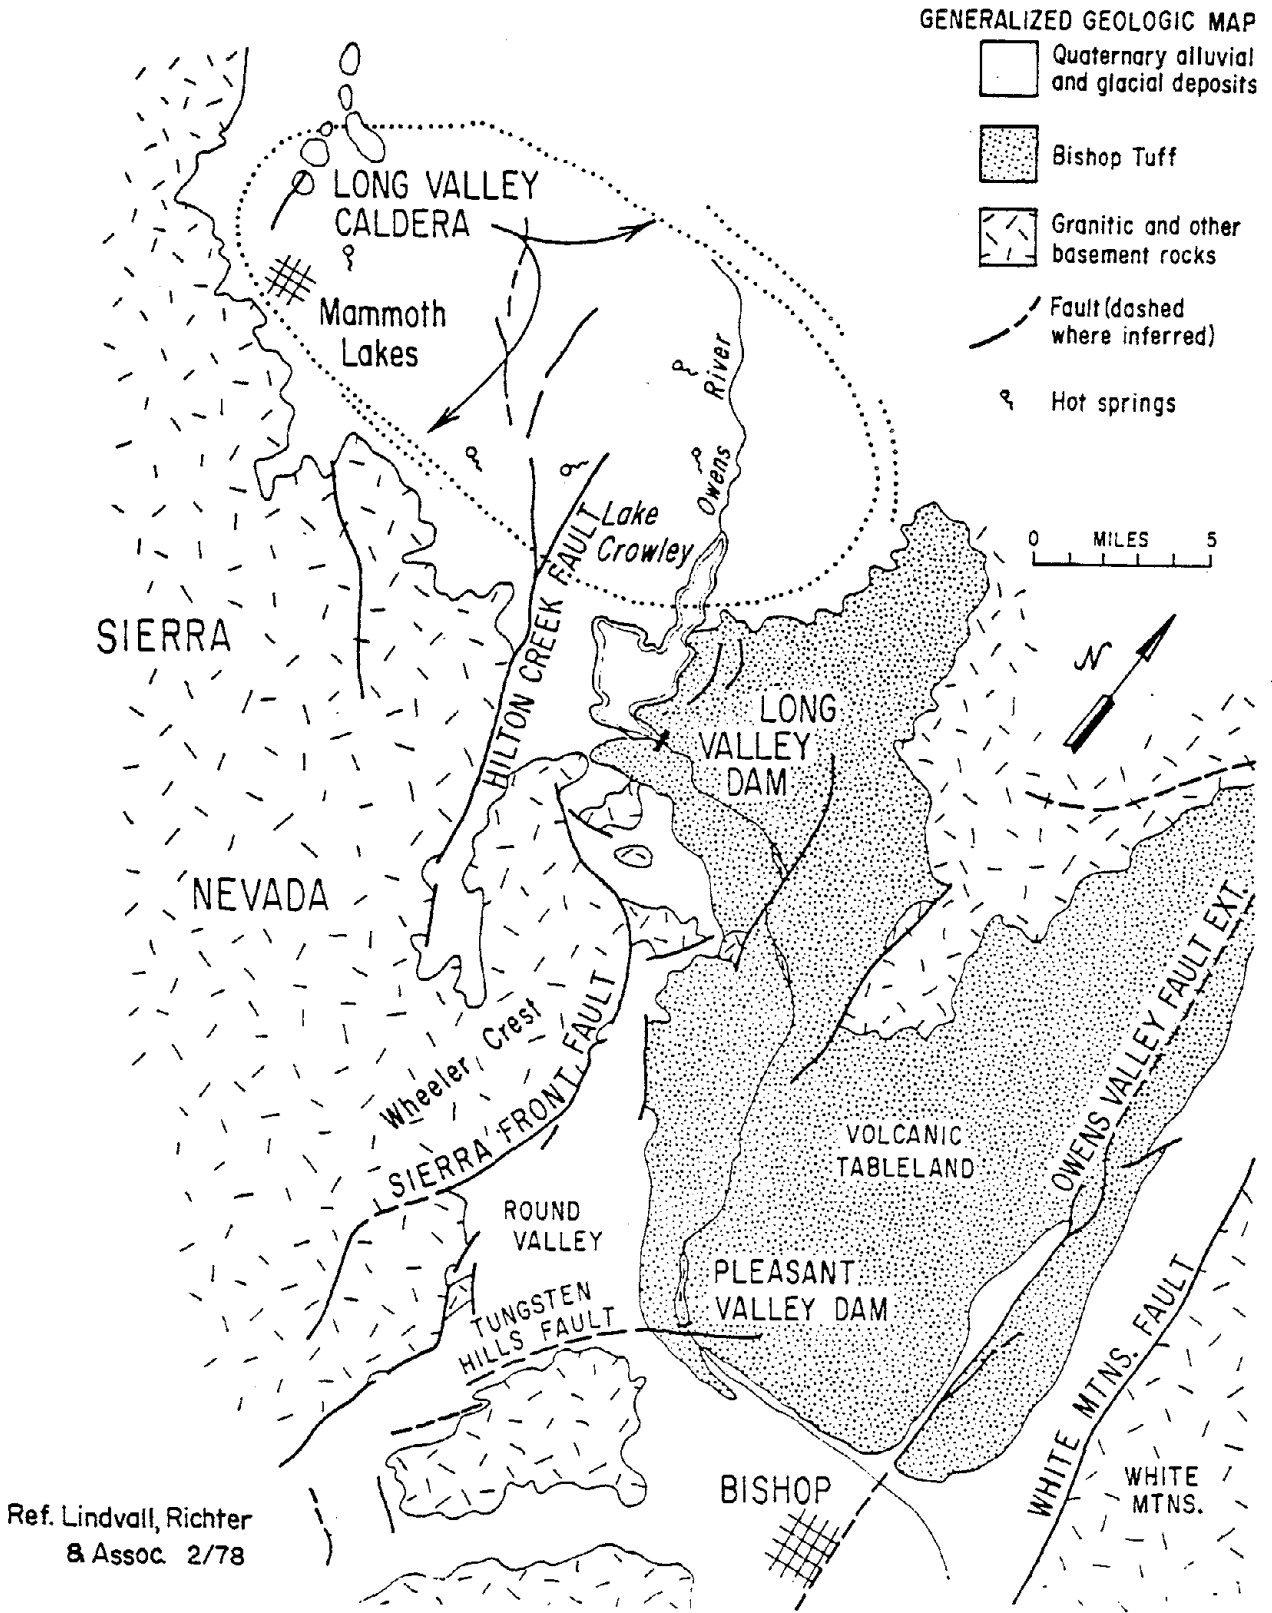 GENERALIZED GEOLOGIC MAP
Quaternary alluvial
and glacial deposits
Bishop Tuff
Granitic and other
basement rocks
Fault (dashed
where inferred)
Hot springs
LONG VALLEY
CALDERA
Mammoth
Lakes
Owens River
Lake
Crowley
0 MILES 5
N
HILTON CREEK FAULT
SIERRA
NEVADA
LONG
VALLEY
DAM
Wheeler Crest
SIERRA FRONT FAULT
OWENS VALLEY FAULT EXT.
VOLCANIC
TABLELAND
ROUND
VALLEY
PLEASANT
VALLEY DAM
TUNGSTEN
HILLS FAULT
WHITE MTNS. FAULT
WHITE
MTNS.
BISHOP
Ref. Lindvall, Richter
& Assoc. 2/78